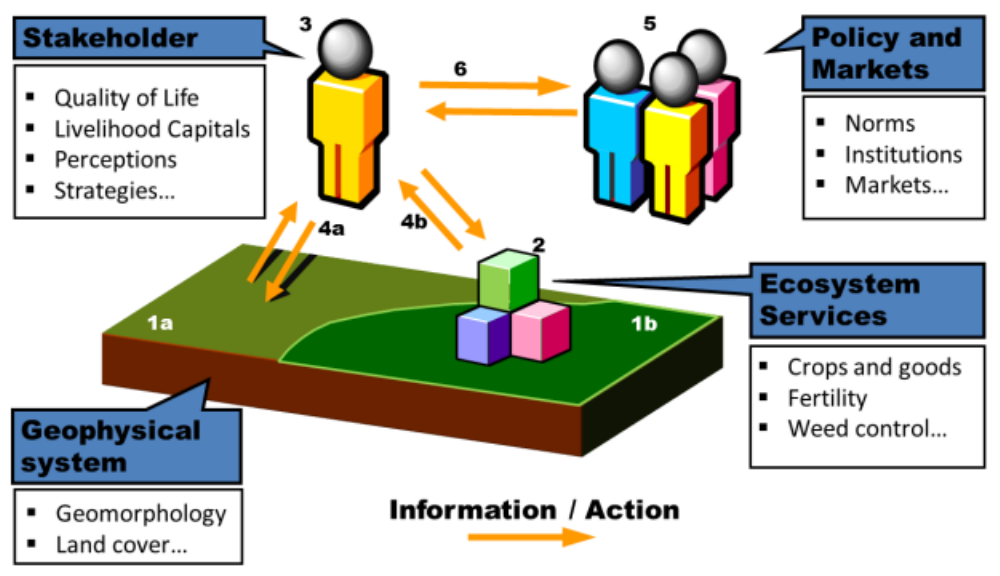 Stakeholder
▪ Quality of Life
▪ Livelihood Capitals
▪ Perceptions
▪ Strategies…
3
6
5
Policy and
Markets
▪ Norms
▪ Institutions
▪ Markets…
4a
4b
2
1a
1b
Ecosystem
Services
▪ Crops and goods
▪ Fertility
▪ Weed control…
Geophysical
system
▪ Geomorphology
▪ Land cover…
Information / Action